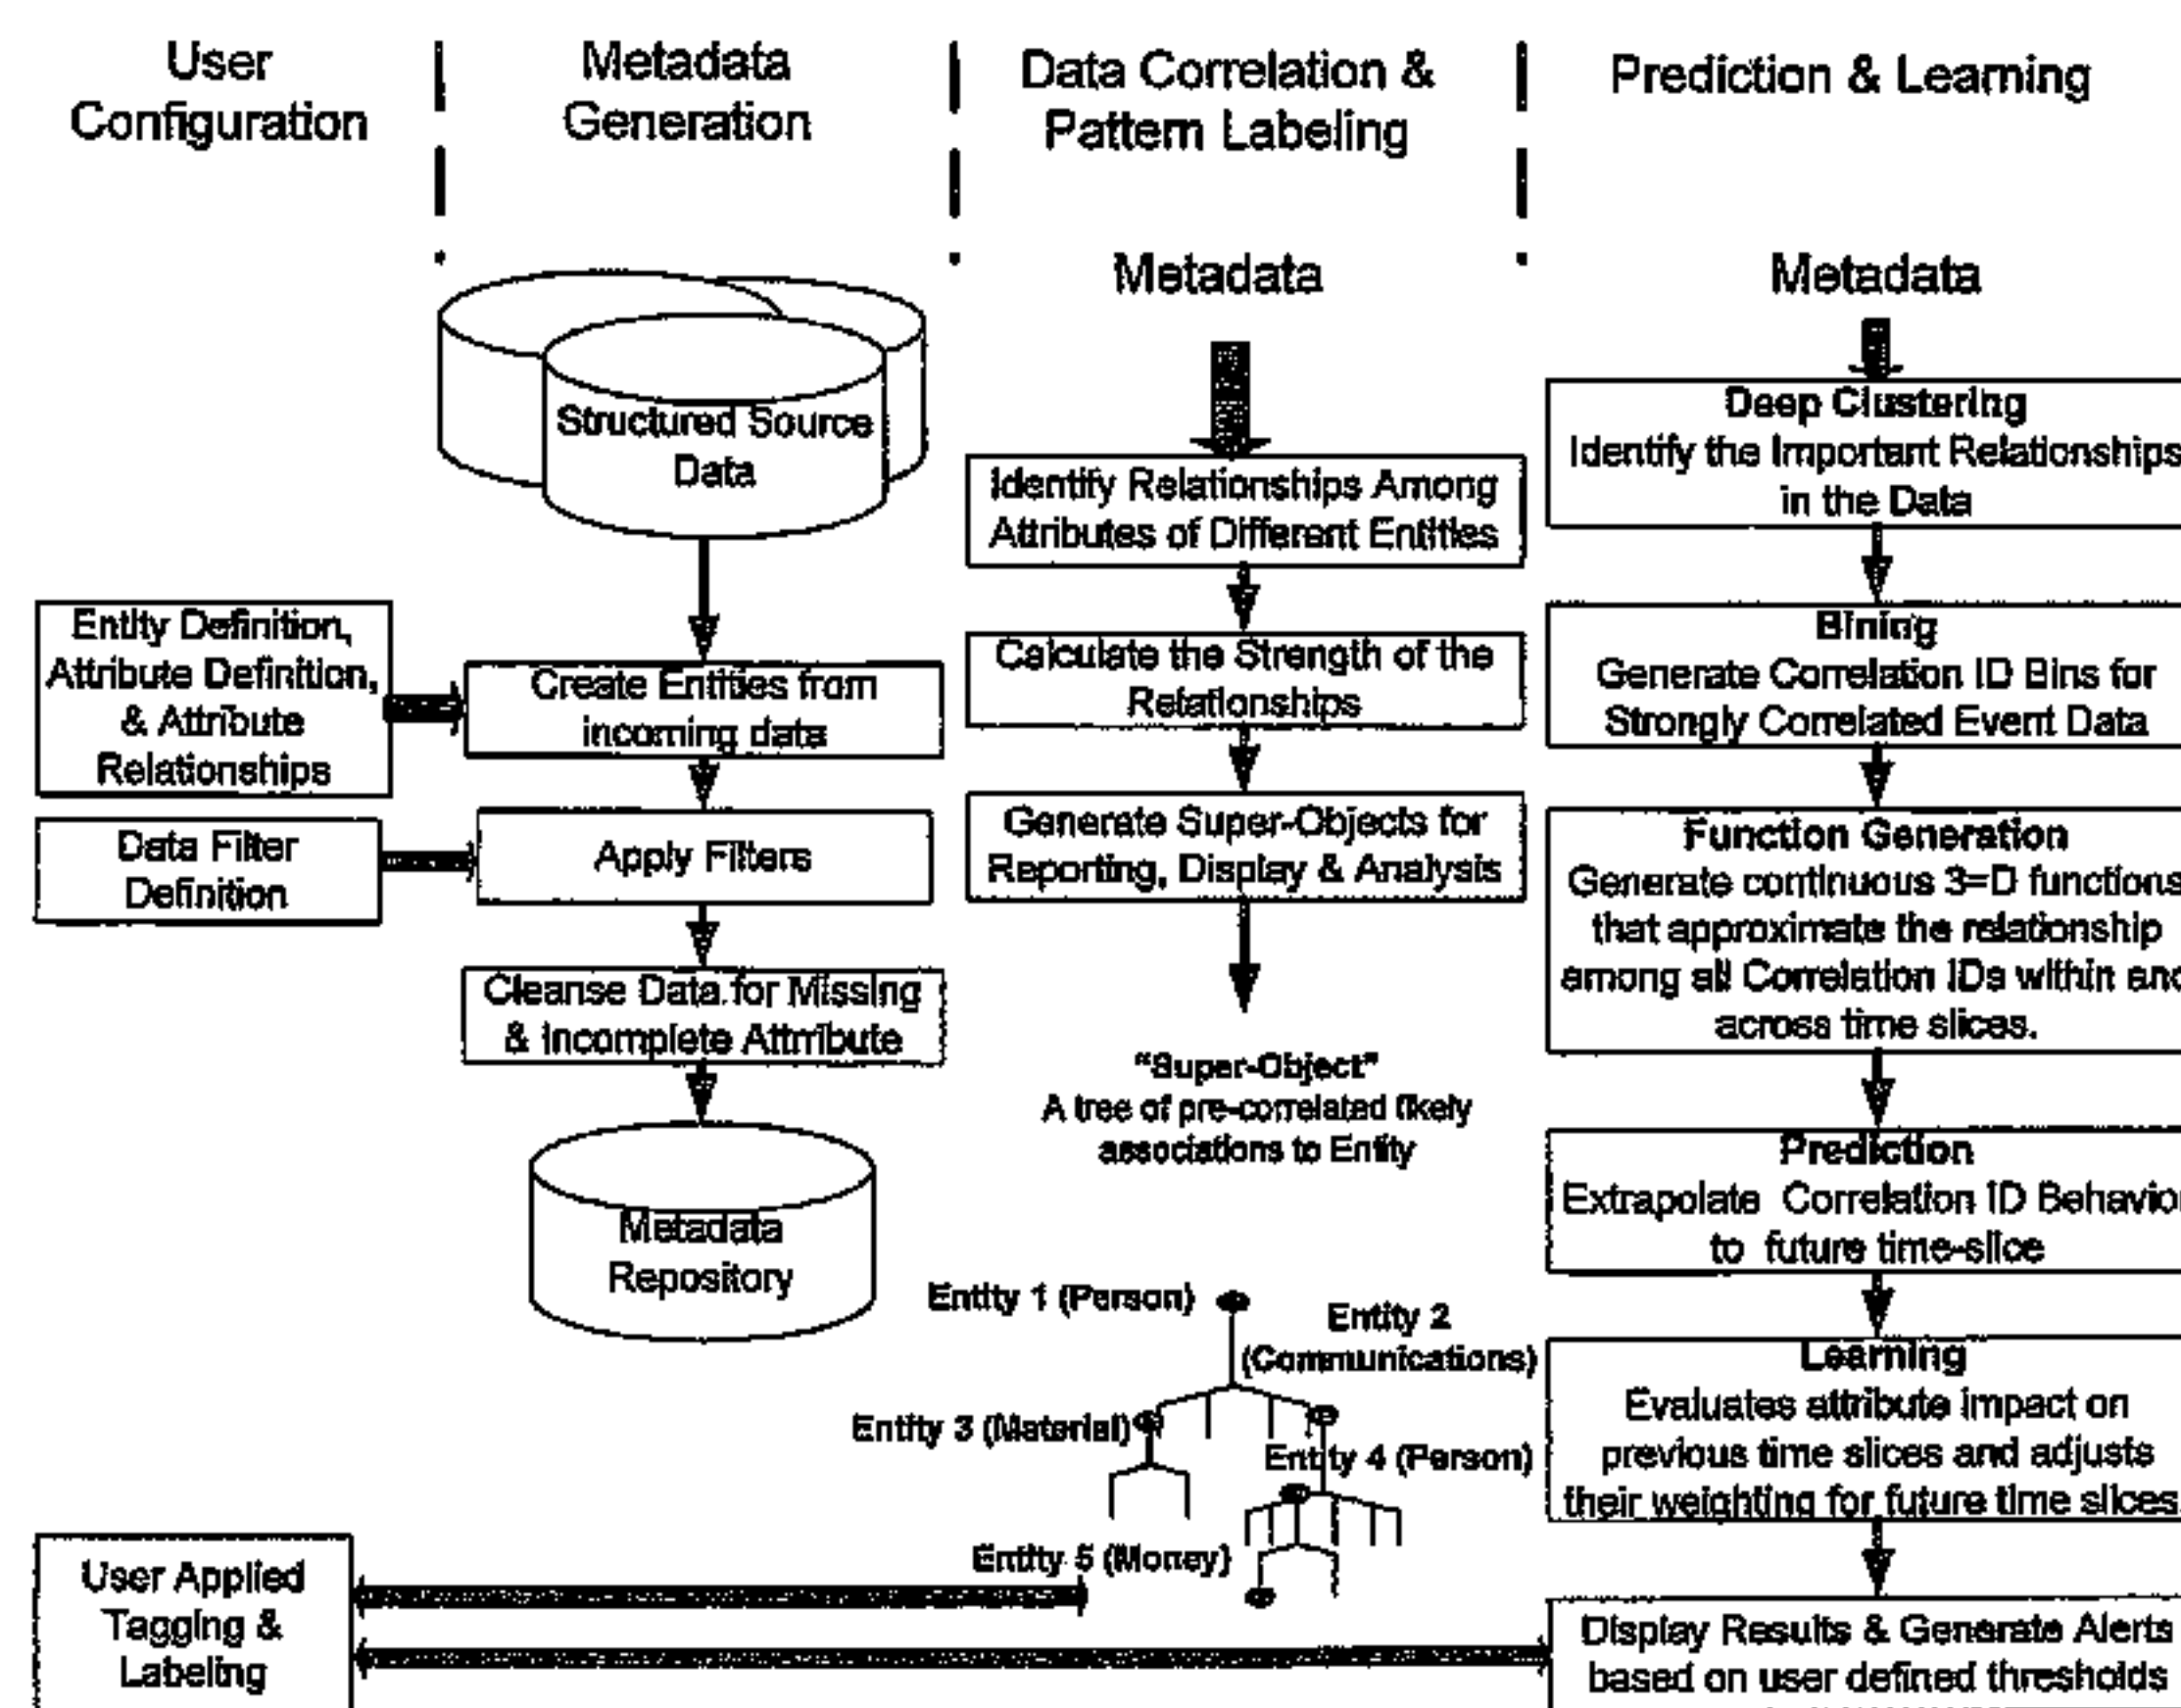 User
Configuration
Metadata
Generation
Data Correlation &
Pattern Labeling
Prediction & Learning
Structured Source
Data
Entity Definition,
Attribute Definition,
& Attribute
Relationships
Create Entities from
incoming data
Data Filter
Definition
Apply Filters
Cleanse Data for Missing
& Incomplete Attribute
Metadata
Repository
Metadata
Identify Relationships Among
Attributes of Different Entities
Calculate the Strength of the
Relationships
Generate Super-Objects for
Reporting, Display & Analysis
"Super-Object"
A tree of pre-correlated likely
associations to Entity
Entity 1 (Person)
Entity 2
(Communications)
Entity 3 (Material)
Entity 4 (Person)
Entity 5 (Money)
Metadata
Deep Clustering
Identify the Important Relationships
in the Data
Bining
Generate Correlation ID Bins for
Strongly Correlated Event Data
Function Generation
Generate continuous 3=D functions
that approximate the relationship
among all Correlation IDs within and
across time slices.
Prediction
Extrapolate Correlation ID Behavior
to future time-slice
Learning
Evaluates attribute impact on
previous time slices and adjusts
their weighting for future time slices.
User Applied
Tagging &
Labeling
Display Results & Generate Alerts
based on user defined thresholds